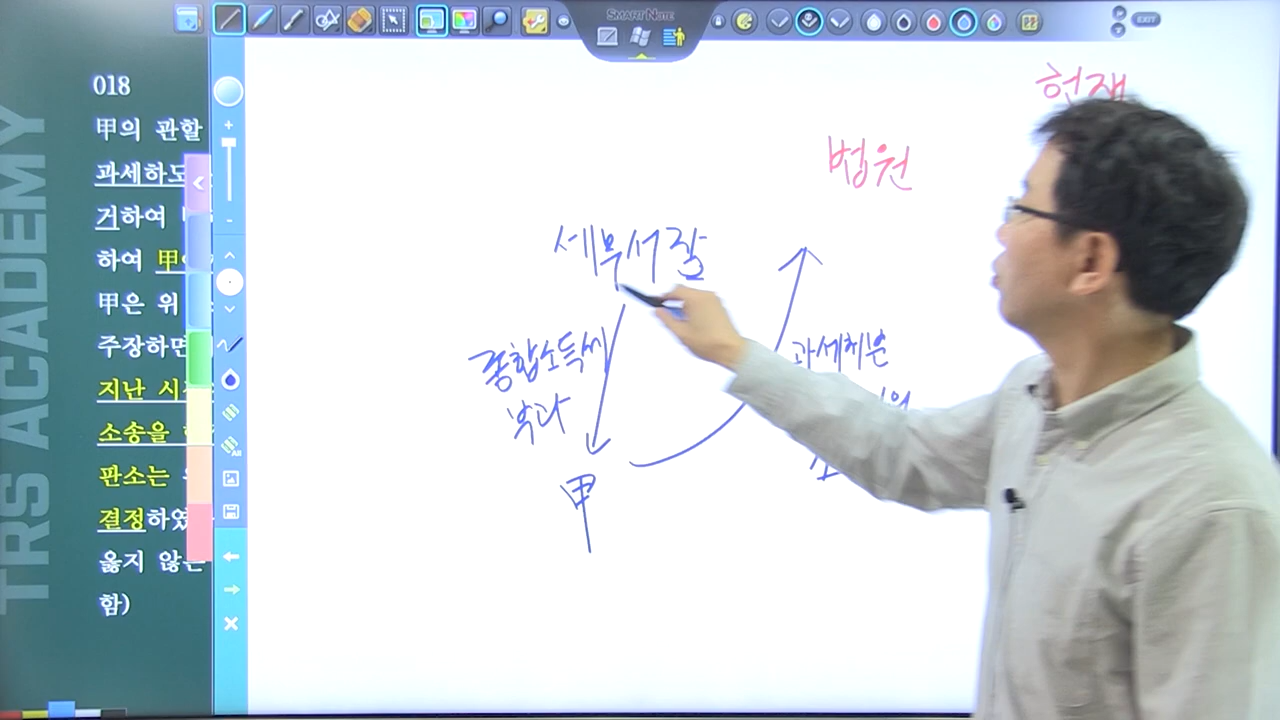 SMART NOTE
EXIT
TRS ACADEMY
018
甲의 관할
과세하도
거하여
하여 甲
甲은 위
주장하면
지난 시
소송을
판소는
결정하였
옳지 않은
함)
All
헌재
법원
세무서장
종합소득세
부과
과세처분
甲